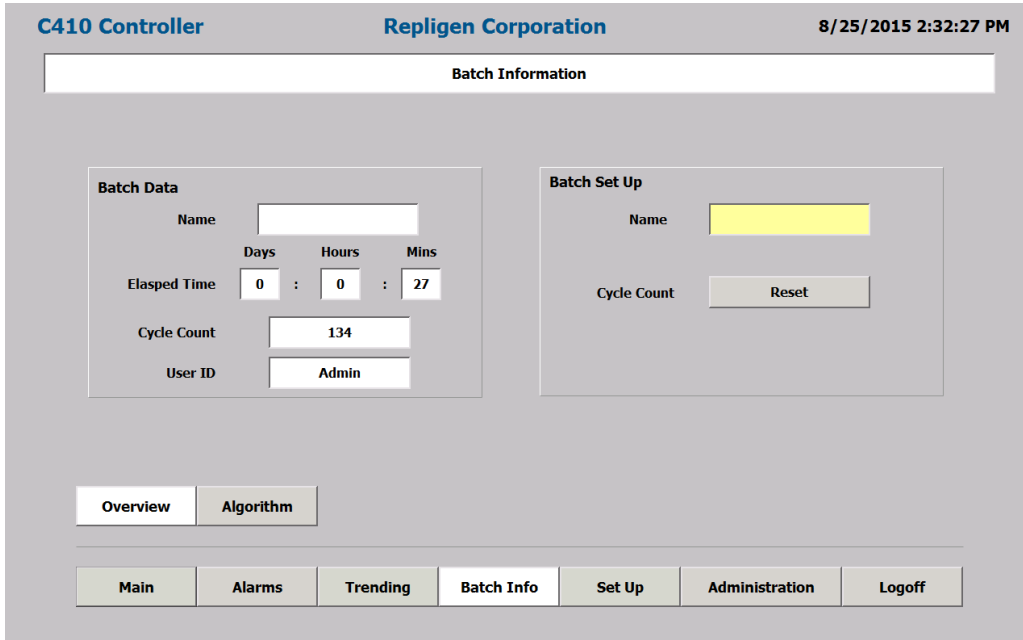 C410 Controller Repligen Corporation 8/25/2015 2:32:27 PM
Batch Information
Batch Data
Name
Days Hours Mins
Elasped Time 0 : 0 : 27
Cycle Count 134
User ID Admin
Batch Set Up
Name
Cycle Count Reset
Overview Algorithm
Main Alarms Trending Batch Info Set Up Administration Logoff